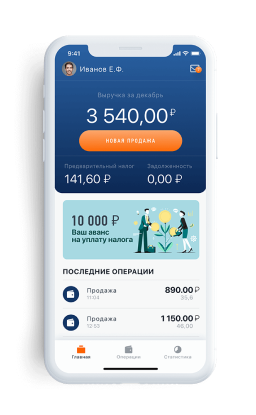 9:41
Иванов Е.Ф.
Выручка за декабрь
3 540,00 ₽
НОВАЯ ПРОДАЖА
Предварительный налог
Задолженность
141,60 ₽
0,00 ₽
10 000 ₽
Ваш аванс
на уплату налога
ПОСЛЕДНИЕ ОПЕРАЦИИ
Продажа
890.00 ₽
11:04
35,6
Продажа
1 150.00 ₽
12:53
46,00
Главная
Операции
Статистика